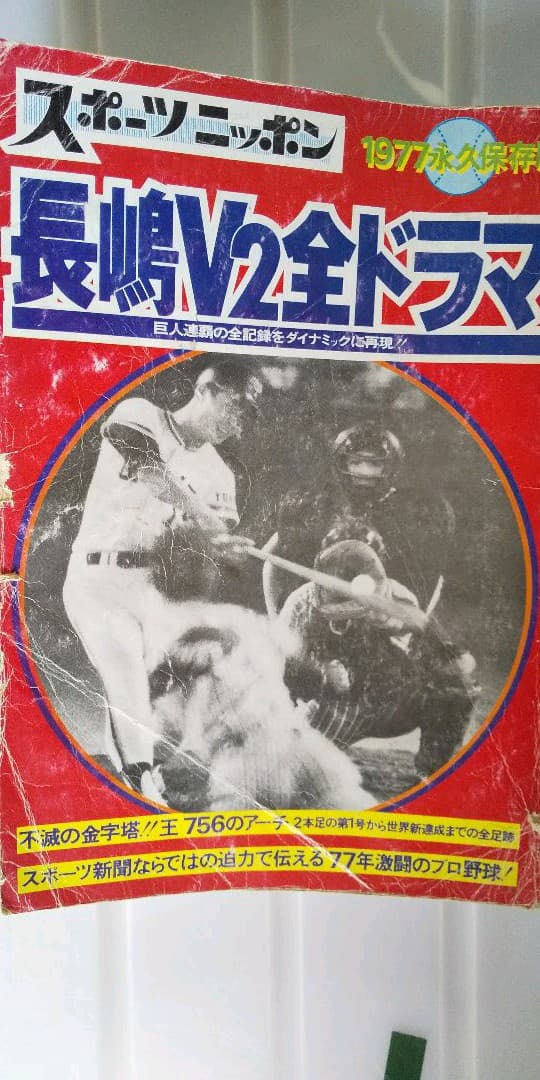 スポーツニッポン
1977永久保存
長嶋V2全ドラマ
巨人連覇の全記録をダイナミックに再現!!
不滅の金字塔!!王756のアーチ 2本足の第1号から世界新達成までの全足跡
スポーツ新聞ならではの迫力で伝える'77年激闘のプロ野球!